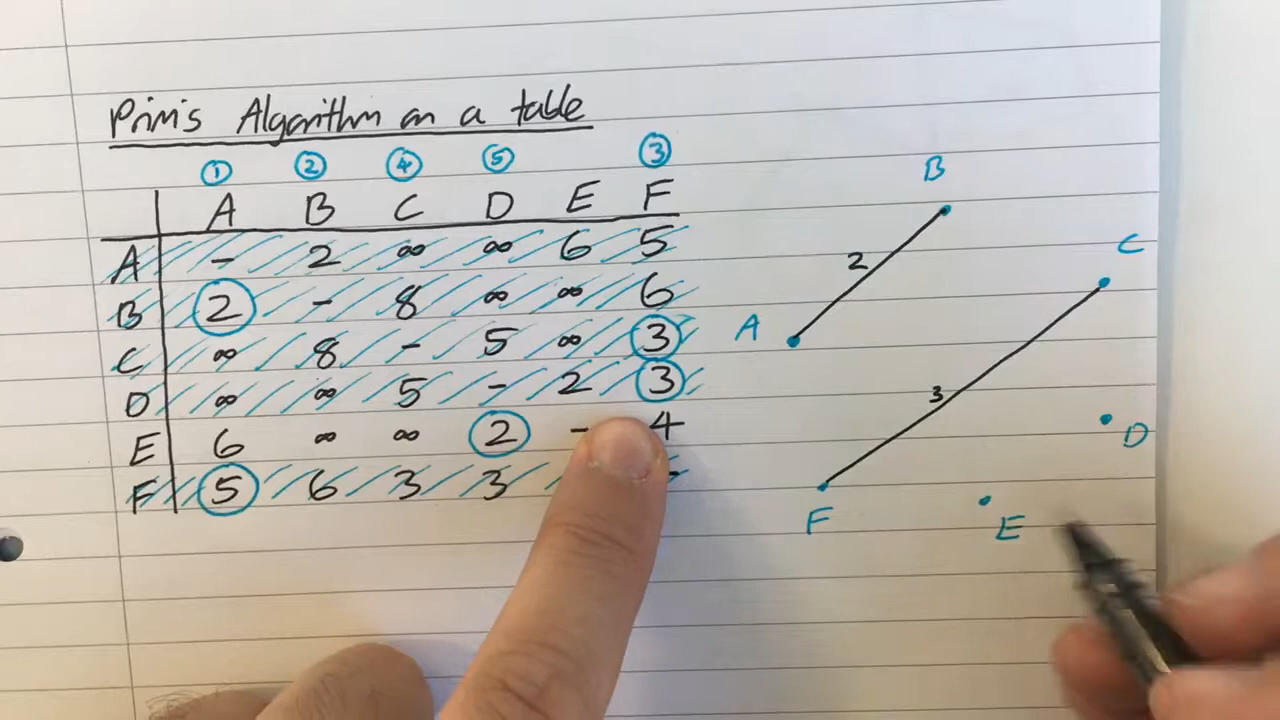 Prim's Algorithm on a table
① ② ④ ⑤ ③
A B C D E F
A - 2 ∞ ∞ 6 5
B 2 - 8 ∞ ∞ 6
C ∞ 8 - 5 ∞ 3
D ∞ ∞ 5 - 2 3
E 6 ∞ ∞ 2 - 4
F 5 6 3 3 -
B
C
2
A
3
D
F
E